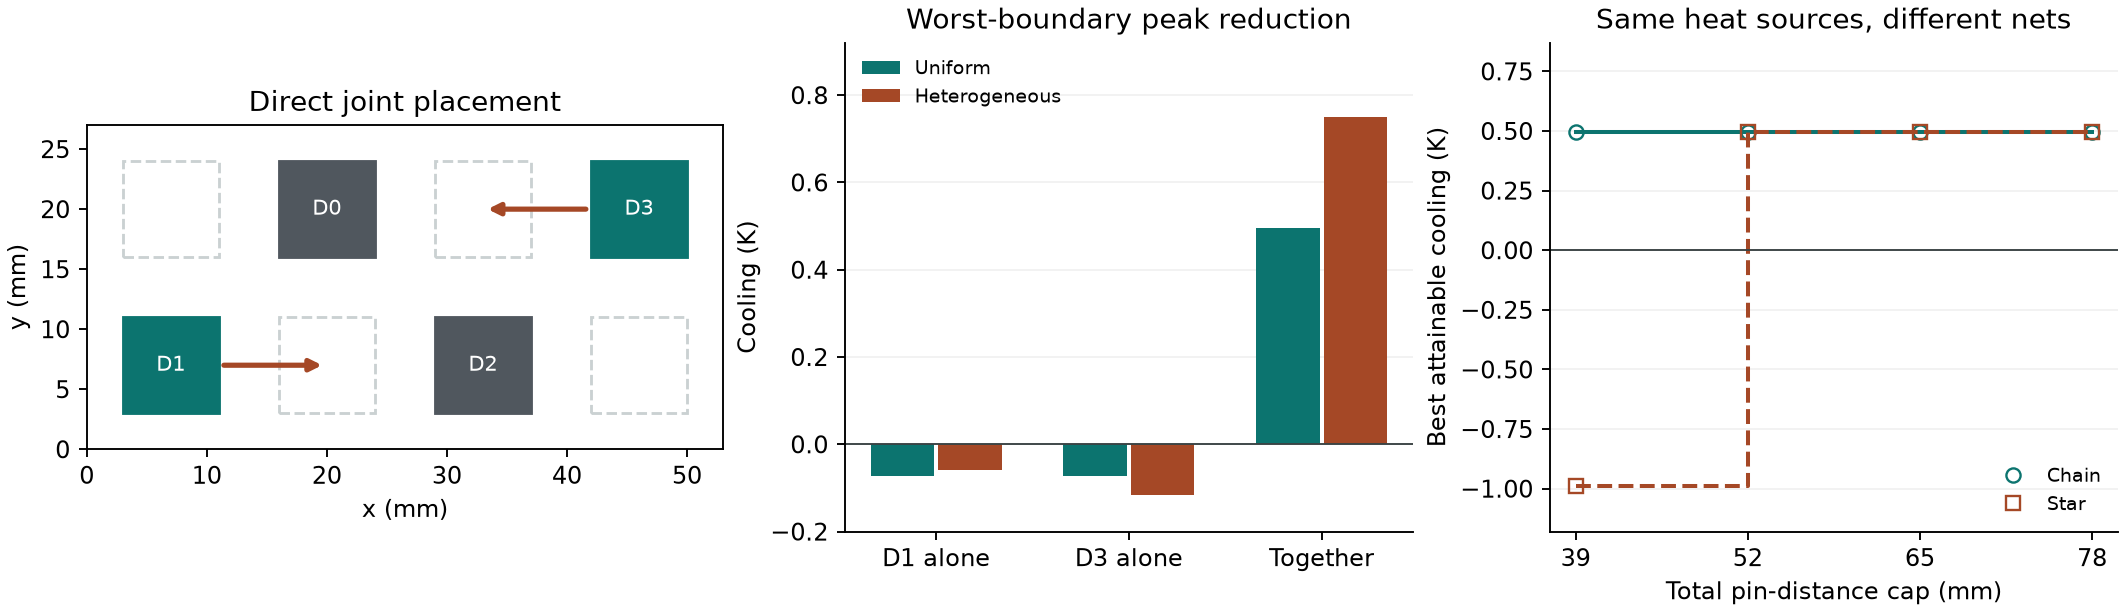 Direct joint placement
y (mm)
25
20
15
10
5
0
D0
D3
D1
D2
0 10 20 30 40 50
x (mm)
Worst-boundary peak reduction
Cooling (K)
Uniform
Heterogeneous
0.8
0.6
0.4
0.2
0.0
−0.2
D1 alone D3 alone Together
Same heat sources, different nets
Best attainable cooling (K)
0.75
0.50
0.25
0.00
−0.25
−0.50
−0.75
−1.00
Chain
Star
39 52 65 78
Total pin-distance cap (mm)